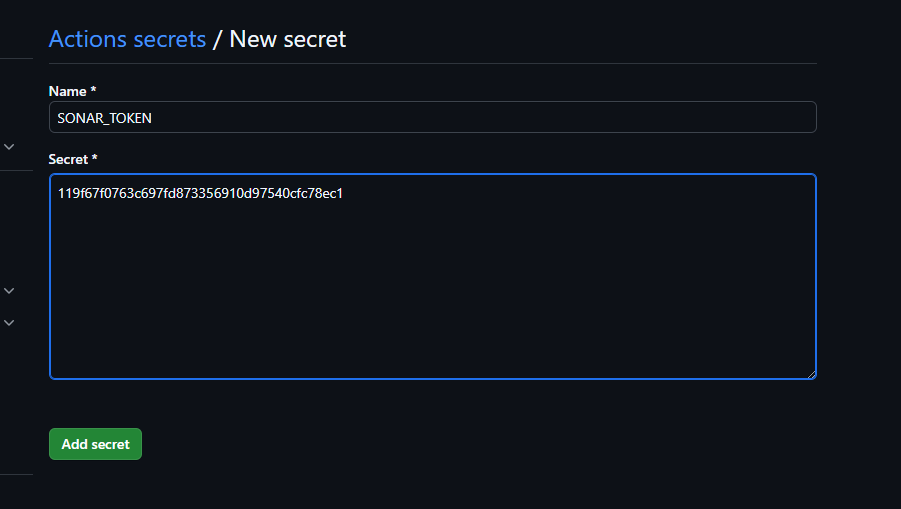 Actions secrets / New secret
Name *
SONAR_TOKEN
Secret *
119f67f0763c697fd873356910d97540cfc78ec1
Add secret